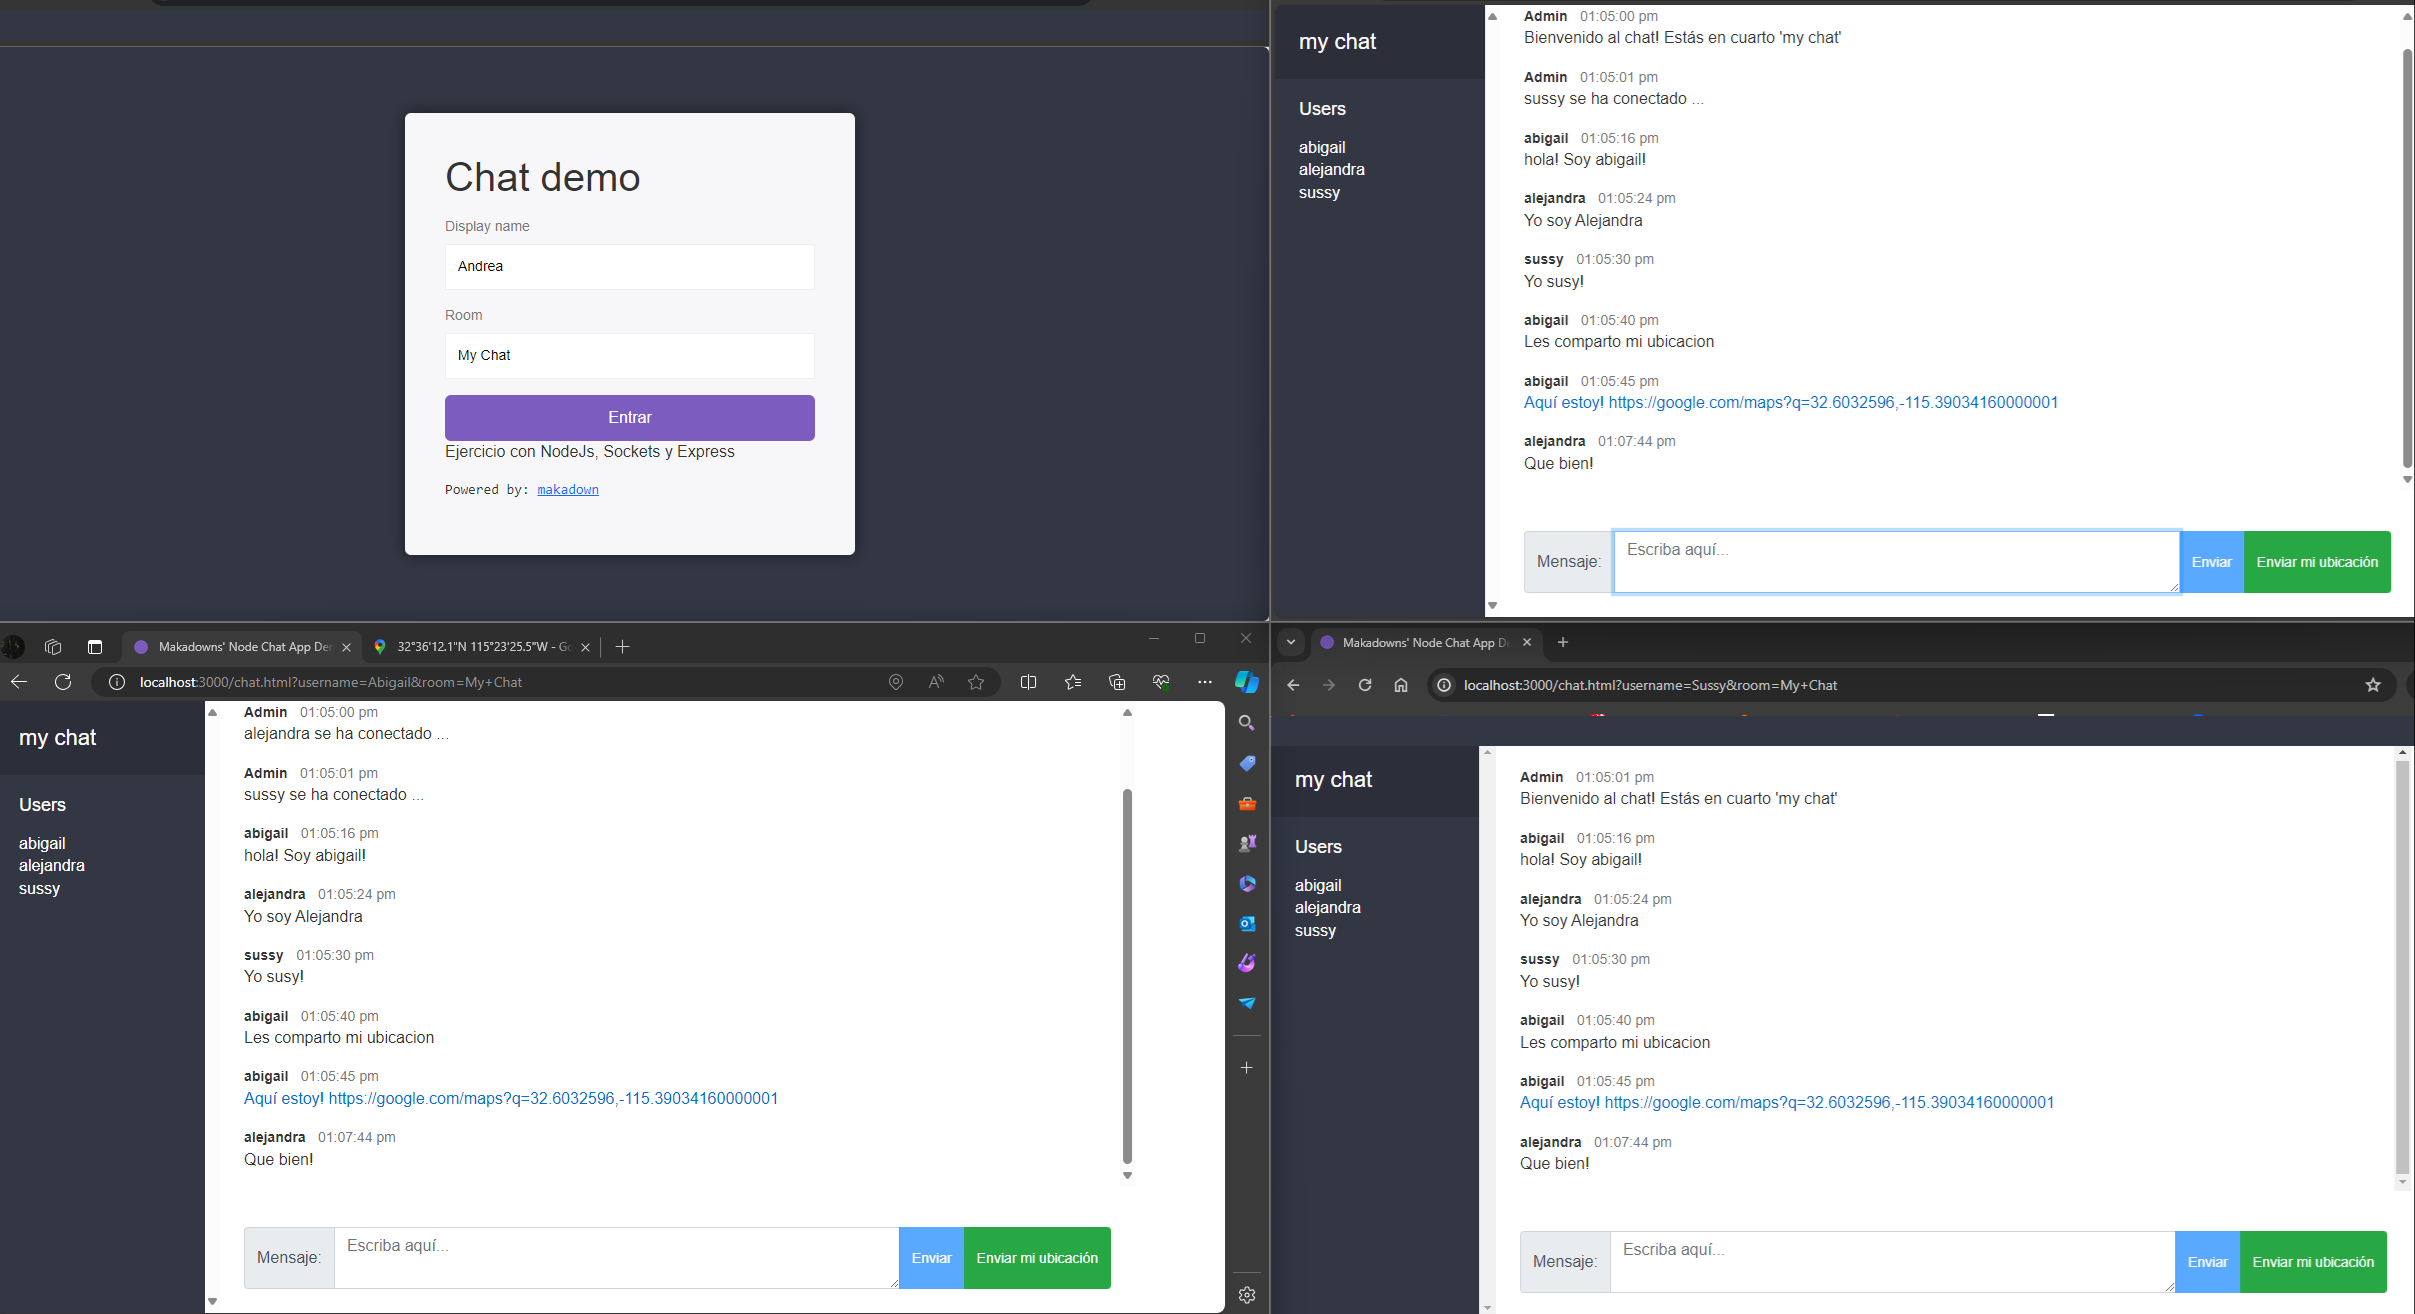 Chat demo
Display name
Andrea
Room
My Chat
Entrar
Ejercicio con NodeJs, Sockets y Express
Powered by: makadown
my chat
Users
abigail
alejandra
sussy
Admin 01:05:00 pm
Bienvenido al chat! Estás en cuarto 'my chat'
Admin 01:05:01 pm
sussy se ha conectado ...
abigail 01:05:16 pm
hola! Soy abigail!
alejandra 01:05:24 pm
Yo soy Alejandra
sussy 01:05:30 pm
Yo susy!
abigail 01:05:40 pm
Les comparto mi ubicacion
abigail 01:05:45 pm
Aquí estoy! https://google.com/maps?q=32.6032596,-115.39034160000001
alejandra 01:07:44 pm
Que bien!
Mensaje: Escriba aquí... Enviar Enviar mi ubicación
Makadowns' Node Chat App De 32°36'12.1"N 115°23'25.5"W - G
localhost:3000/chat.html?username=Abigail&room=My+Chat
my chat
Users
abigail
alejandra
sussy
Admin 01:05:00 pm
alejandra se ha conectado ...
Admin 01:05:01 pm
sussy se ha conectado ...
abigail 01:05:16 pm
hola! Soy abigail!
alejandra 01:05:24 pm
Yo soy Alejandra
sussy 01:05:30 pm
Yo susy!
abigail 01:05:40 pm
Les comparto mi ubicacion
abigail 01:05:45 pm
Aquí estoy! https://google.com/maps?q=32.6032596,-115.39034160000001
alejandra 01:07:44 pm
Que bien!
Mensaje: Escriba aquí... Enviar Enviar mi ubicación
Makadowns' Node Chat App D
localhost:3000/chat.html?username=Sussy&room=My+Chat
my chat
Users
abigail
alejandra
sussy
Admin 01:05:01 pm
Bienvenido al chat! Estás en cuarto 'my chat'
abigail 01:05:16 pm
hola! Soy abigail!
alejandra 01:05:24 pm
Yo soy Alejandra
sussy 01:05:30 pm
Yo susy!
abigail 01:05:40 pm
Les comparto mi ubicacion
abigail 01:05:45 pm
Aquí estoy! https://google.com/maps?q=32.6032596,-115.39034160000001
alejandra 01:07:44 pm
Que bien!
Mensaje: Escriba aquí... Enviar Enviar mi ubicación